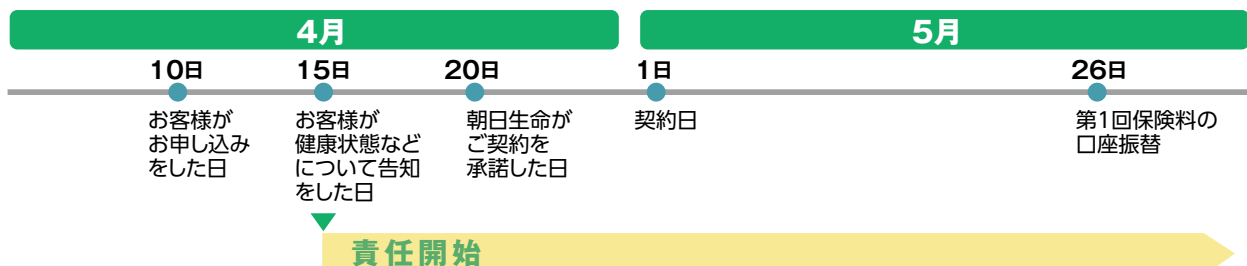 4月
5月
10日
15日
20日
1日
26日
お客様が
お申し込み
をした日
お客様が
健康状態など
について告知
をした日
朝日生命が
ご契約を
承諾した日
契約日
第1回保険料の
口座振替
責任開始